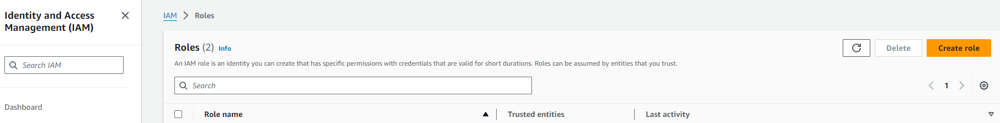 Identity and Access
Management (IAM)
Search IAM
Dashboard
IAM > Roles
Roles (2) Info
Delete
Create role
An IAM role is an identity you can create that has specific permissions with credentials that are valid for short durations. Roles can be assumed by entities that you trust.
Search
1
Role name
Trusted entities
Last activity